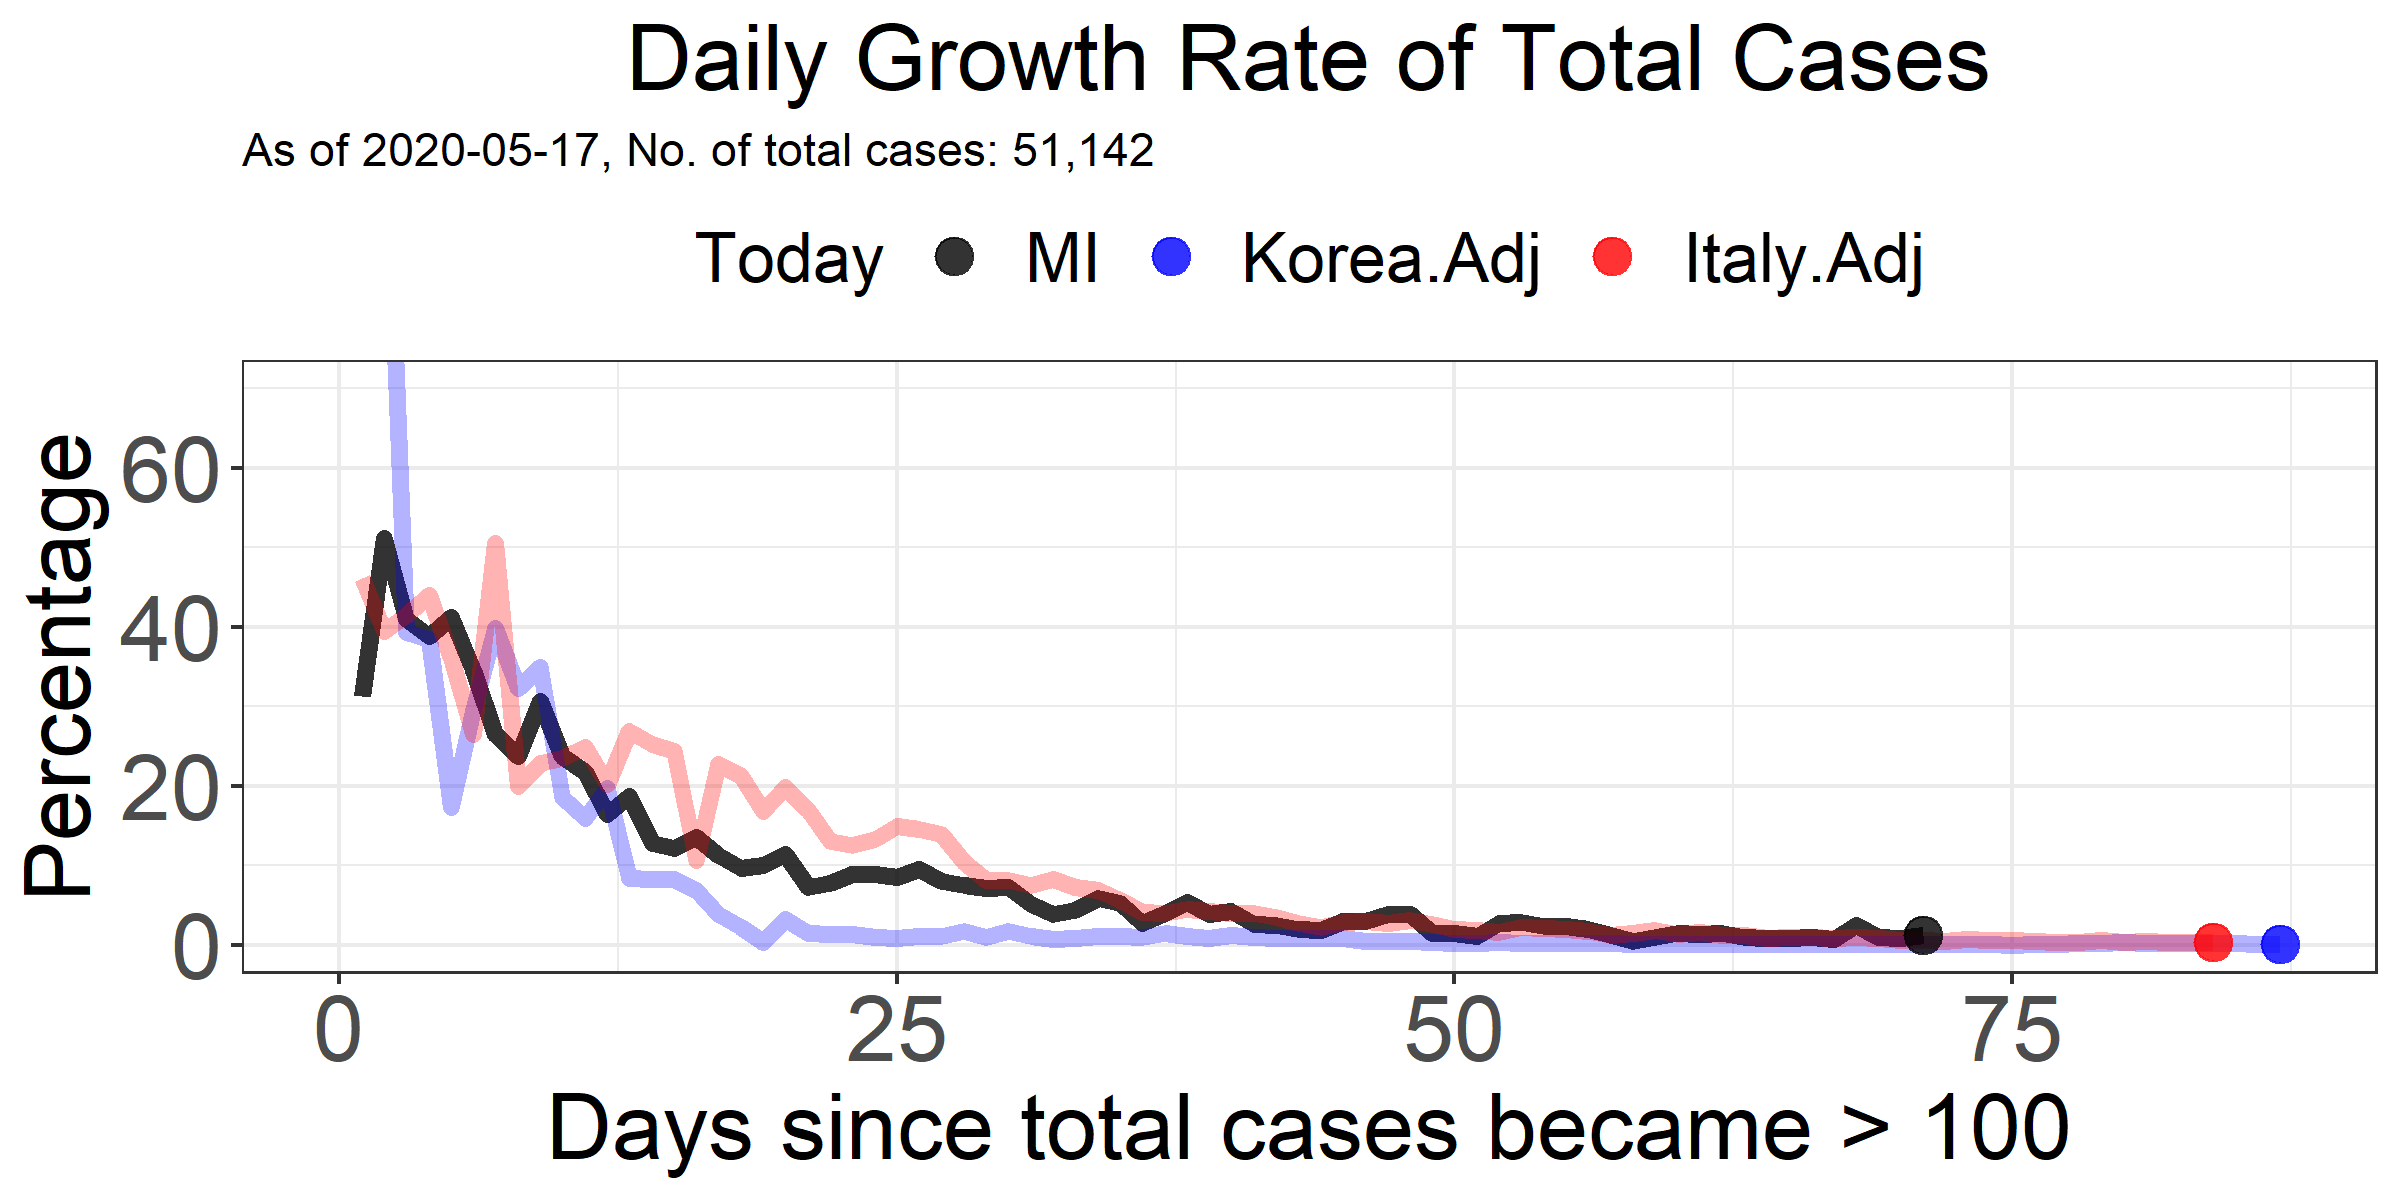 Daily Growth Rate of Total Cases
As of 2020-05-17, No. of total cases: 51,142
Today MI Korea.Adj Italy.Adj
Percentage
60
40
20
0
0 25 50 75
Days since total cases became > 100